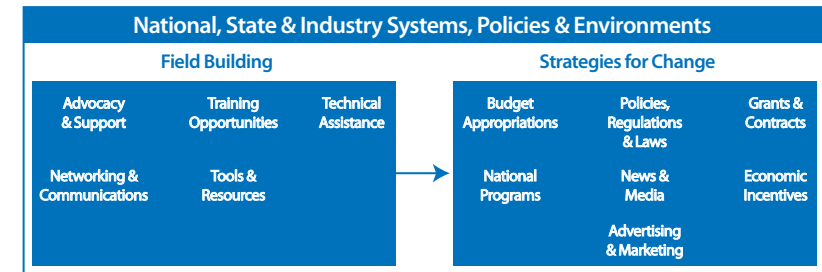 National, State & Industry Systems, Policies & Environments
Field Building
Advocacy
& Support
Training
Opportunities
Technical
Assistance
Networking &
Communications
Tools &
Resources
Strategies for Change
Budget
Appropriations
Policies,
Regulations
& Laws
Grants &
Contracts
National
Programs
News &
Media
Economic
Incentives
Advertising
& Marketing